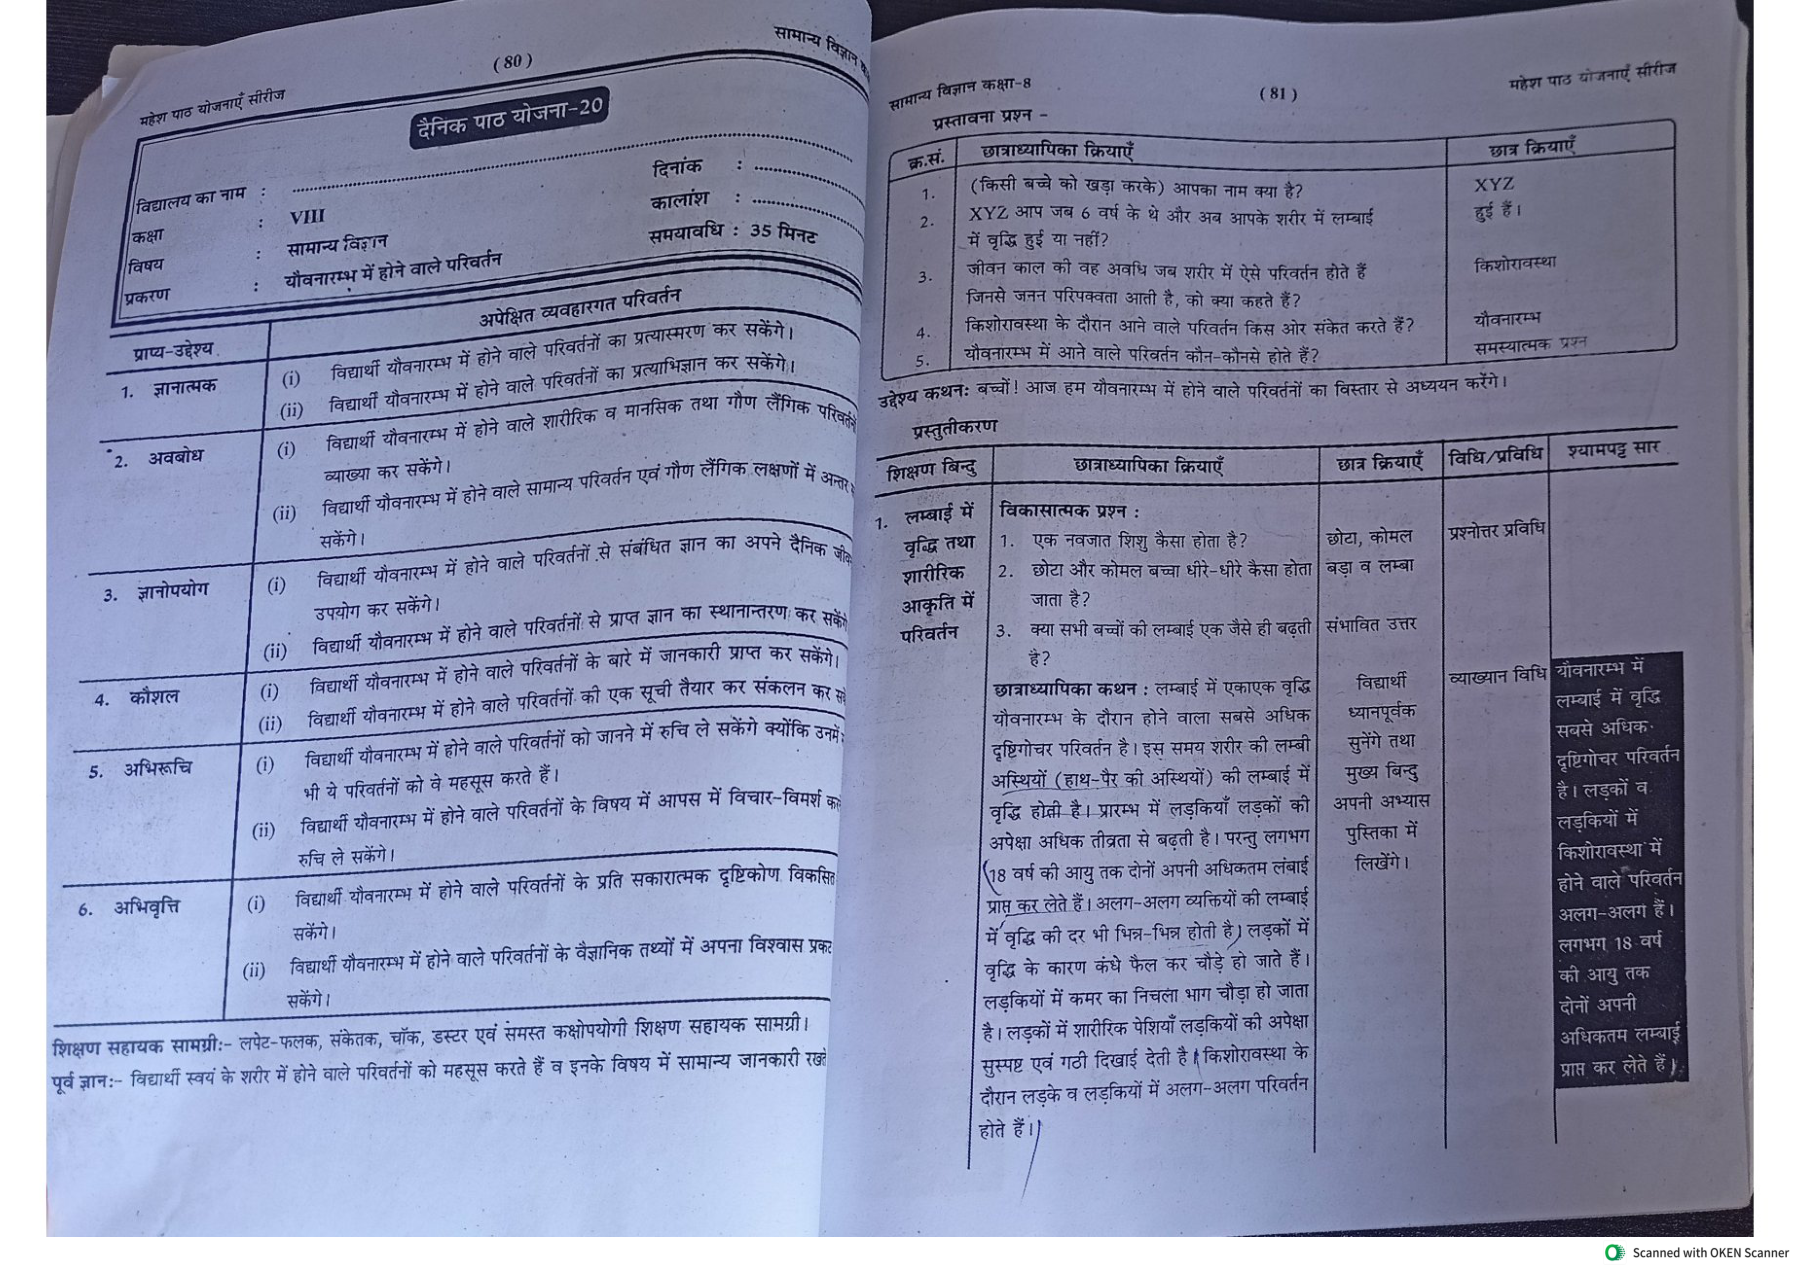 (80)
सामान्य विज्ञान
महेश पाठ योजनाएँ सीरीज
दैनिक पाठ योजना-20
विद्यालय का नाम : ........................
दिनांक : ................
कक्षा : VIII
कालांश : ................
विषय : सामान्य विज्ञान
समयावधि : 35 मिनट
प्रकरण : यौवनारम्भ में होने वाले परिवर्तन
प्राप्य-उद्देश्य
अपेक्षित व्यवहारगत परिवर्तन
1. ज्ञानात्मक
(i) विद्यार्थी यौवनारम्भ में होने वाले परिवर्तनों का प्रत्यास्मरण कर सकेंगे।
(ii) विद्यार्थी यौवनारम्भ में होने वाले परिवर्तनों का प्रत्याभिज्ञान कर सकेंगे।
2. अवबोध
(i) विद्यार्थी यौवनारम्भ में होने वाले शारीरिक व मानसिक तथा गौण लैंगिक परिवर्तनों
व्याख्या कर सकेंगे।
(ii) विद्यार्थी यौवनारम्भ में होने वाले सामान्य परिवर्तन एवं गौण लैंगिक लक्षणों में अन्तर
सकेंगे।
3. ज्ञानोपयोग
(i) विद्यार्थी यौवनारम्भ में होने वाले परिवर्तनों से संबंधित ज्ञान का अपने दैनिक
उपयोग कर सकेंगे।
(ii) विद्यार्थी यौवनारम्भ में होने वाले परिवर्तनों से प्राप्त ज्ञान का स्थानान्तरण कर सकेंगे
4. कौशल
(i) विद्यार्थी यौवनारम्भ में होने वाले परिवर्तनों के बारे में जानकारी प्राप्त कर सकेंगे।
(ii) विद्यार्थी यौवनारम्भ में होने वाले परिवर्तनों की एक सूची तैयार कर संकलन कर
5. अभिरूचि
(i) विद्यार्थी यौवनारम्भ में होने वाले परिवर्तनों को जानने में रुचि ले सकेंगे क्योंकि उनमें
भी ये परिवर्तनों को वे महसूस करते हैं।
(ii) विद्यार्थी यौवनारम्भ में होने वाले परिवर्तनों के विषय में आपस में विचार-विमर्श
रुचि ले सकेंगे।
6. अभिवृत्ति
(i) विद्यार्थी यौवनारम्भ में होने वाले परिवर्तनों के प्रति सकारात्मक दृष्टिकोण विकसित
सकेंगे।
(ii) विद्यार्थी यौवनारम्भ में होने वाले परिवर्तनों के वैज्ञानिक तथ्यों में अपना विश्वास प्रकट
सकेंगे।
शिक्षण सहायक सामग्री:- लपेट-फलक, संकेतक, चॉक, डस्टर एवं समस्त कक्षोपयोगी शिक्षण सहायक सामग्री।
पूर्व ज्ञान:- विद्यार्थी स्वयं के शरीर में होने वाले परिवर्तनों को महसूस करते हैं व इनके विषय में सामान्य जानकारी रखते
सामान्य विज्ञान कक्षा-8
(81)
महेश पाठ योजनाएँ सीरीज
प्रस्तावना प्रश्न -
क्र.सं. छात्राध्यापिका क्रियाएँ छात्र क्रियाएँ
1. (किसी बच्चे को खड़ा करके) आपका नाम क्या है? XYZ
2. XYZ आप जब 6 वर्ष के थे और अब आपके शरीर में लम्बाई हुई हैं।
में वृद्धि हुई या नहीं?
3. जीवन काल की वह अवधि जब शरीर में ऐसे परिवर्तन होते हैं किशोरावस्था
जिनसे जनन परिपक्वता आती है, को क्या कहते हैं?
4. किशोरावस्था के दौरान आने वाले परिवर्तन किस ओर संकेत करते हैं? यौवनारम्भ
5. यौवनारम्भ में आने वाले परिवर्तन कौन-कौनसे होते हैं? समस्यात्मक प्रश्न
उद्देश्य कथन: बच्चों! आज हम यौवनारम्भ में होने वाले परिवर्तनों का विस्तार से अध्ययन करेंगे।
प्रस्तुतीकरण
शिक्षण बिन्दु छात्राध्यापिका क्रियाएँ छात्र क्रियाएँ विधि/प्रविधि श्यामपट्ट सार
1. लम्बाई में
वृद्धि तथा
शारीरिक
आकृति में
परिवर्तन
विकासात्मक प्रश्न :
1. एक नवजात शिशु कैसा होता है?
2. छोटा और कोमल बच्चा धीरे-धीरे कैसा होता
जाता है?
3. क्या सभी बच्चों की लम्बाई एक जैसे ही बढ़ती
है?
छात्राध्यापिका कथन : लम्बाई में एकाएक वृद्धि
यौवनारम्भ के दौरान होने वाला सबसे अधिक
दृष्टिगोचर परिवर्तन है। इस समय शरीर की लम्बी
अस्थियों (हाथ-पैर की अस्थियों) की लम्बाई में
वृद्धि होती है। प्रारम्भ में लड़कियाँ लड़कों की
अपेक्षा अधिक तीव्रता से बढ़ती है। परन्तु लगभग
18 वर्ष की आयु तक दोनों अपनी अधिकतम लंबाई
प्राप्त कर लेते हैं। अलग-अलग व्यक्तियों की लम्बाई
में वृद्धि की दर भी भिन्न-भिन्न होती है) लड़कों में
वृद्धि के कारण कंधे फैल कर चौड़े हो जाते हैं।
लड़कियों में कमर का निचला भाग चौड़ा हो जाता
है। लड़कों में शारीरिक पेशियाँ लड़कियों की अपेक्षा
सुस्पष्ट एवं गठी दिखाई देती है। किशोरावस्था के
दौरान लड़के व लड़कियों में अलग-अलग परिवर्तन
होते हैं।
छोटा, कोमल
बड़ा व लम्बा
संभावित उत्तर
विद्यार्थी
ध्यानपूर्वक
सुनेंगे तथा
मुख्य बिन्दु
अपनी अभ्यास
पुस्तिका में
लिखेंगे।
प्रश्नोत्तर प्रविधि
व्याख्यान विधि
यौवनारम्भ में
लम्बाई में वृद्धि
सबसे अधिक
दृष्टिगोचर परिवर्तन
है। लड़कों व
लड़कियों में
किशोरावस्था में
होने वाले परिवर्तन
अलग-अलग हैं।
लगभग 18 वर्ष
की आयु तक
दोनों अपनी
अधिकतम लम्बाई
प्राप्त कर लेते हैं।
Scanned with OKEN Scanner